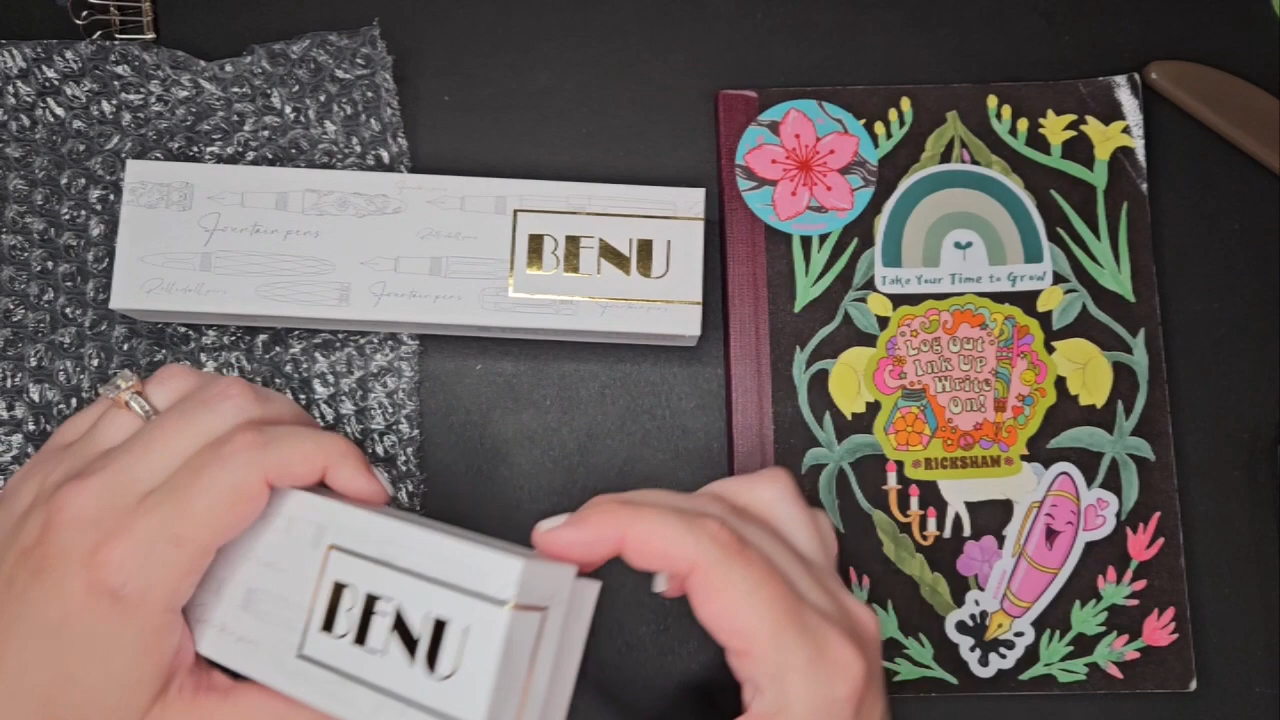 Fountain pens
BENU
Fountain pens
BENU
Take Your Time to Grow
Log Out
Ink Up
Write
On!
RICKSHAW